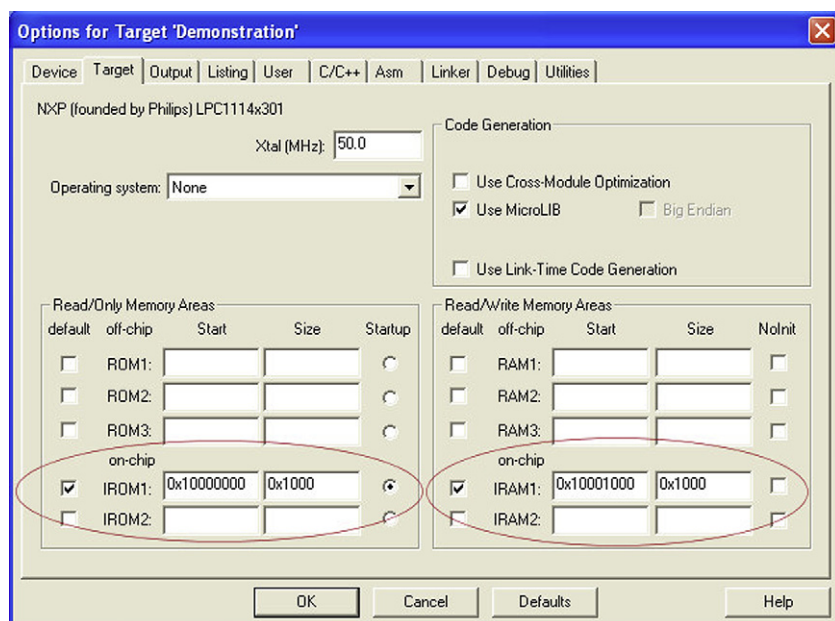 Options for Target 'Demonstration'
Device Target Output Listing User C/C++ Asm Linker Debug Utilities
NXP (founded by Philips) LPC1114x301
Xtal (MHz): 50.0
Operating system: None
Code Generation
Use Cross-Module Optimization
Use MicroLIB Big Endian
Use Link-Time Code Generation
Read/Only Memory Areas
default off-chip Start Size Startup
ROM1:
ROM2:
ROM3:
on-chip
IROM1: 0x10000000 0x1000
IROM2:
Read/Write Memory Areas
default off-chip Start Size NoInit
RAM1:
RAM2:
RAM3:
on-chip
IRAM1: 0x10001000 0x1000
IRAM2:
OK Cancel Defaults Help